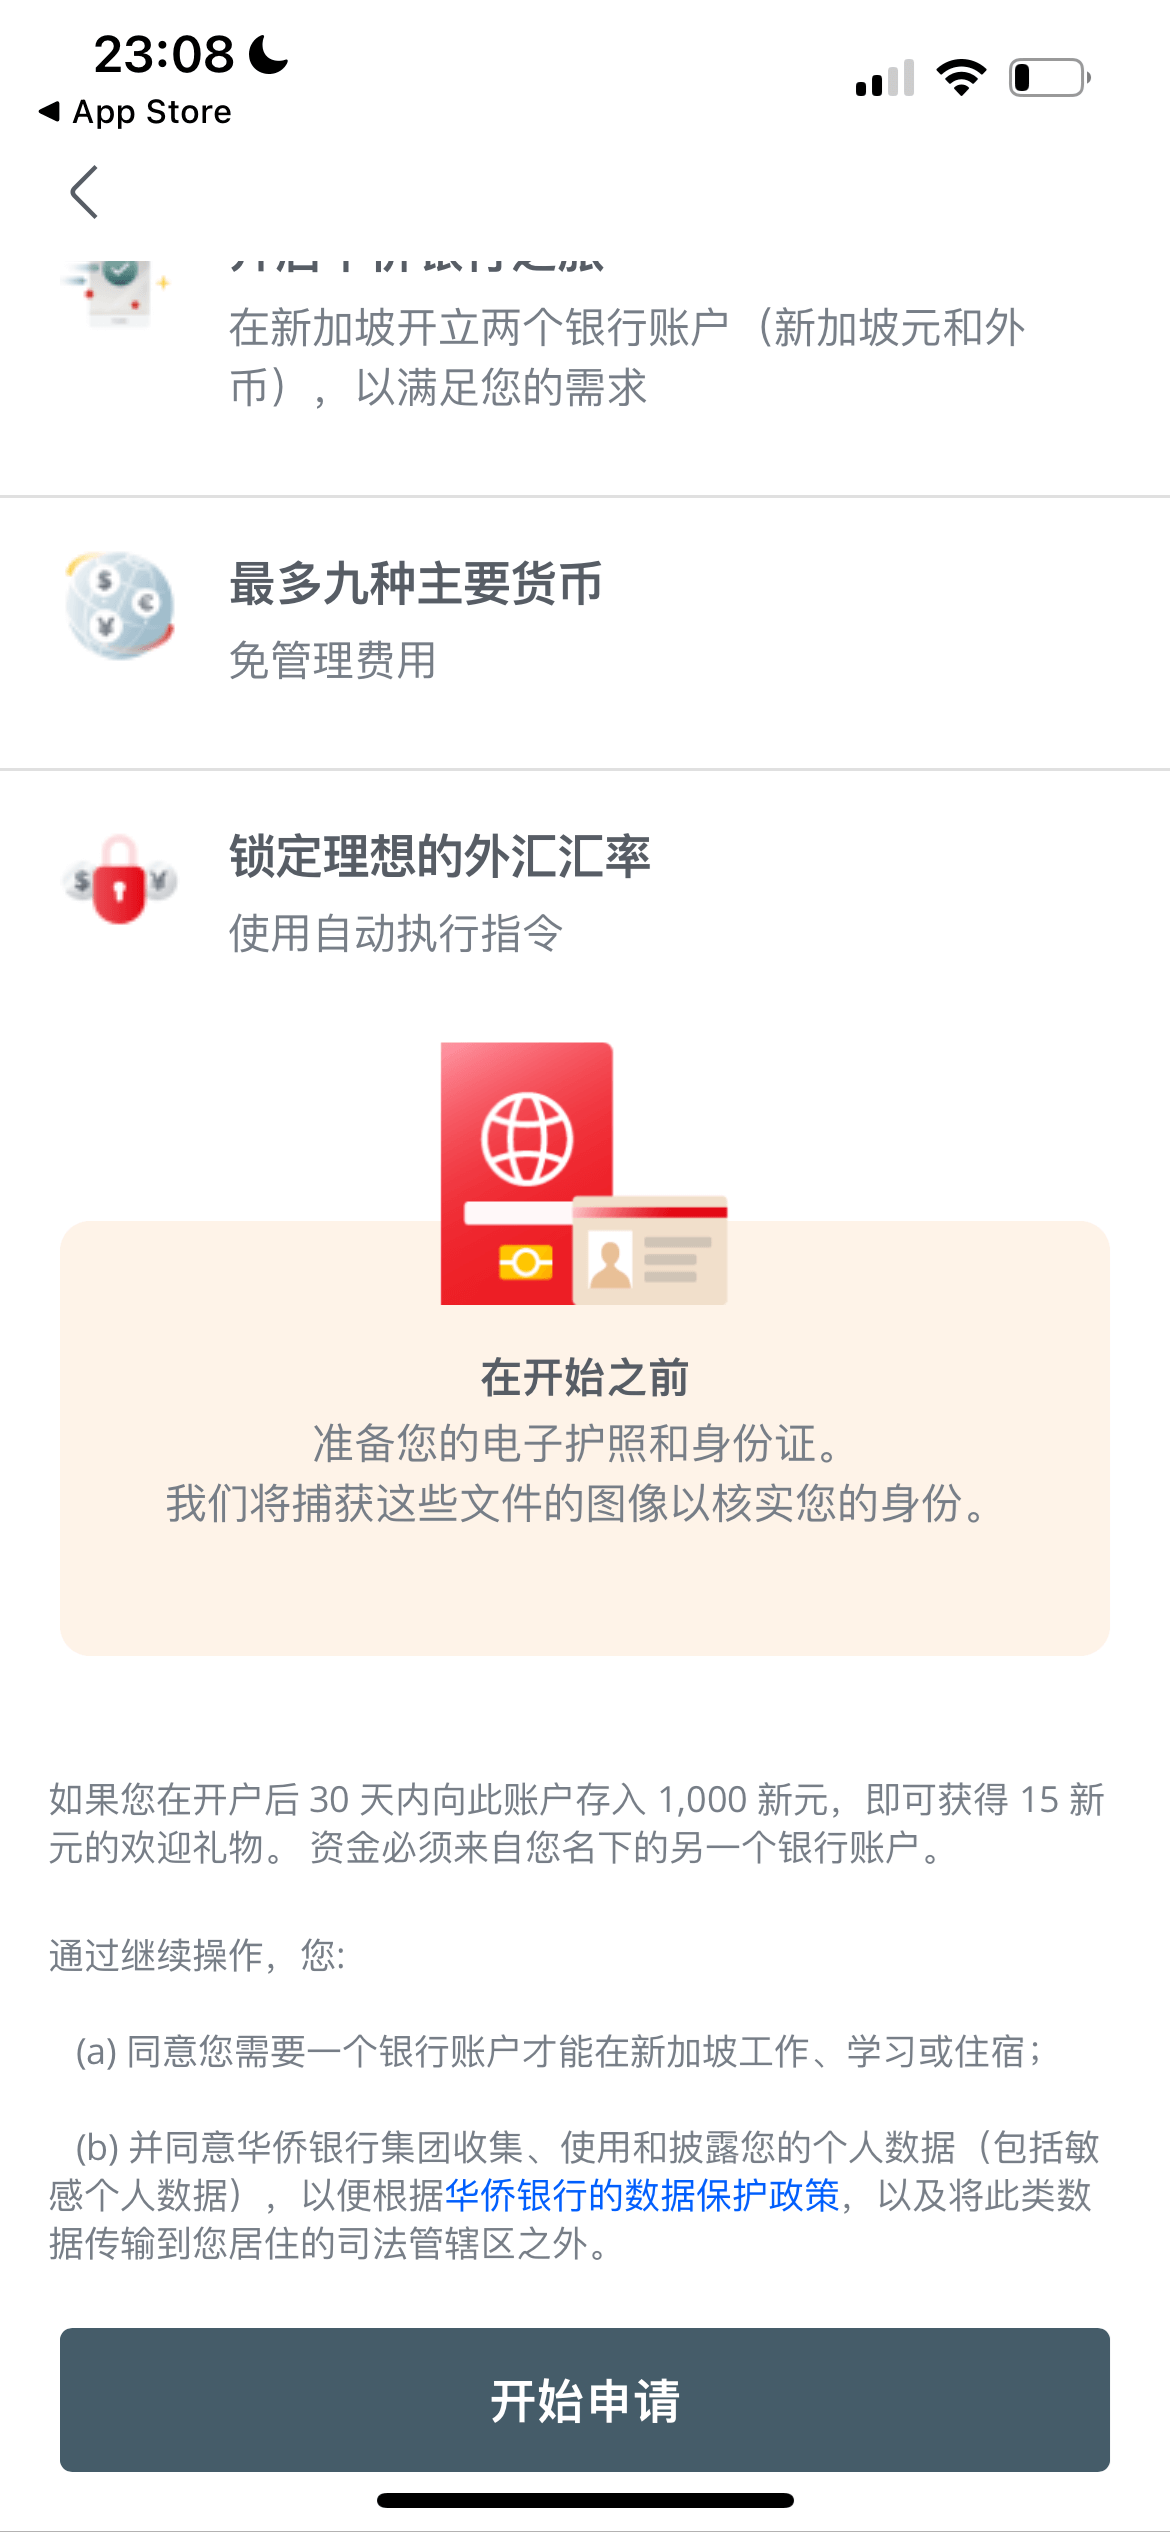 23:08
App Store
在新加坡开立两个银行账户（新加坡元和外
币），以满足您的需求
最多九种主要货币
免管理费用
锁定理想的外汇汇率
使用自动执行指令
在开始之前
准备您的电子护照和身份证。
我们将捕获这些文件的图像以核实您的身份。
如果您在开户后 30 天内向此账户存入 1,000 新元，即可获得 15 新
元的欢迎礼物。 资金必须来自您名下的另一个银行账户。
通过继续操作，您:
(a) 同意您需要一个银行账户才能在新加坡工作、学习或住宿；
(b) 并同意华侨银行集团收集、使用和披露您的个人数据（包括敏
感个人数据），以便根据华侨银行的数据保护政策，以及将此类数
据传输到您居住的司法管辖区之外。
开始申请